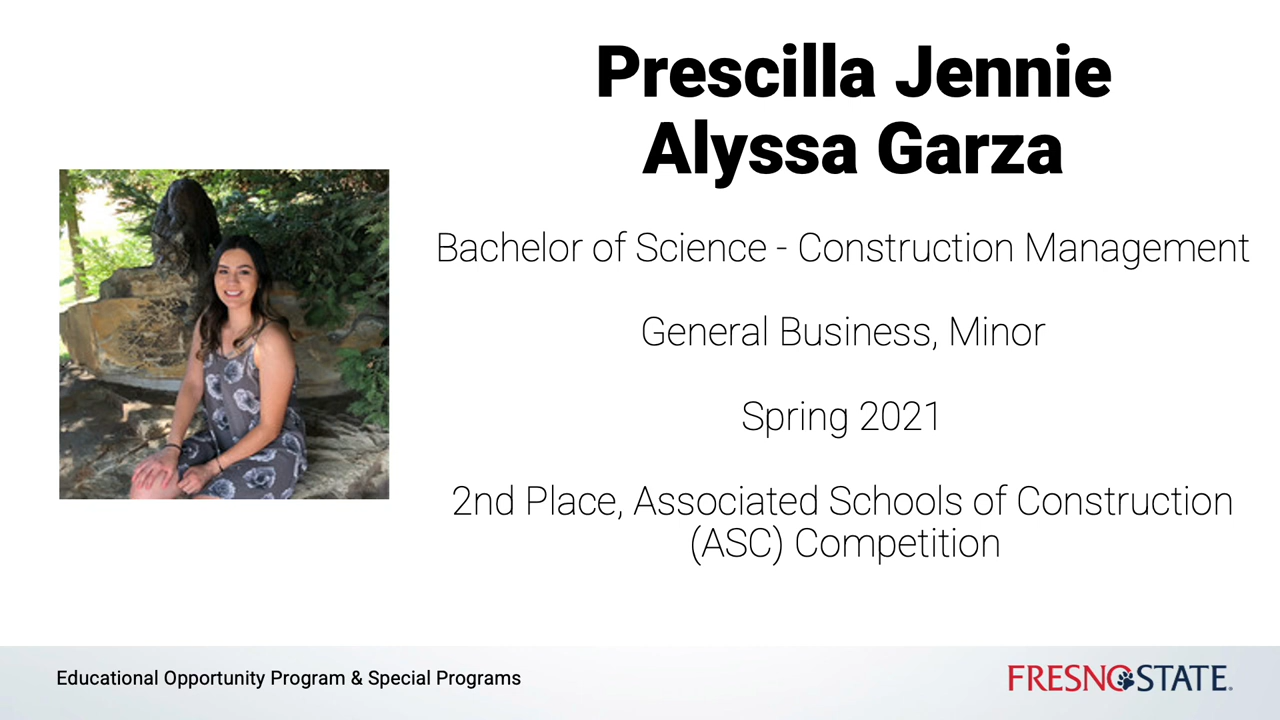 Prescilla Jennie
Alyssa Garza
Bachelor of Science - Construction Management
General Business, Minor
Spring 2021
2nd Place, Associated Schools of Construction
(ASC) Competition
Educational Opportunity Program & Special Programs
FRESNO STATE